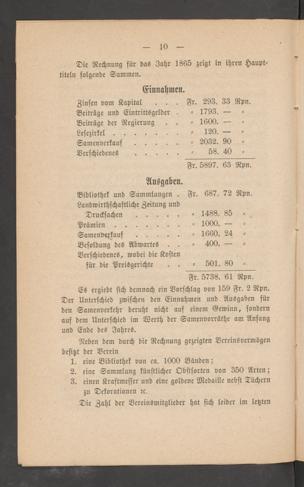 — 10 —
Die Rechnung für das Jahr 1865 zeigt in ihren Haupt-
titeln folgende Summen.
Einnahmen.
Zinsen vom Kapital . . . . Fr. 293. 33 Rpn.
Beiträge und Eintrittsgelder . „ 1793. — „
Beiträge der Regierung . . „ 1600. — „
Lesezirkel . . . . . . „ 120. — „
Samenverkauf . . . . . „ 2032. 90 „
Verschiedenes . . . . . „ 58. 40 „
Fr. 5897. 63 Rpn.
Ausgaben.
Bibliothek und Sammlungen . Fr. 687. 72 Rpn.
Landwirthschaftliche Zeitung und
Drucksachen . . . . „ 1488. 85 „
Prämien . . . . . . „ 1000. — „
Samenverkauf . . . . . „ 1660. 24 „
Besoldung des Abwartes . . „ 400. — „
Verschiedenes, wobei die Kosten
für die Preisgerichte . . „ 501. 80 „
Fr. 5738. 61 Rpn.
Es ergiebt sich demnach ein Vorschlag von 159 Fr. 2 Rpn.
Der Unterschied zwischen den Einnahmen und Ausgaben für
den Samenverkehr beruht nicht auf einem Gewinn, sondern
auf dem Unterschied im Werth der Samenvorräthe am Anfang
und Ende des Jahres.
Neben dem durch die Rechnung gezeigten Vereinsvermögen
besitzt der Verein
1. eine Bibliothek von ca. 1000 Bänden;
2. eine Sammlung künstlicher Obstsorten von 350 Arten;
3. einen Kraftmesser und eine goldene Medaille nebst Tüchern
zu Dekorationen ꝛc.
Die Zahl der Vereinsmitglieder hat sich leider im letzten